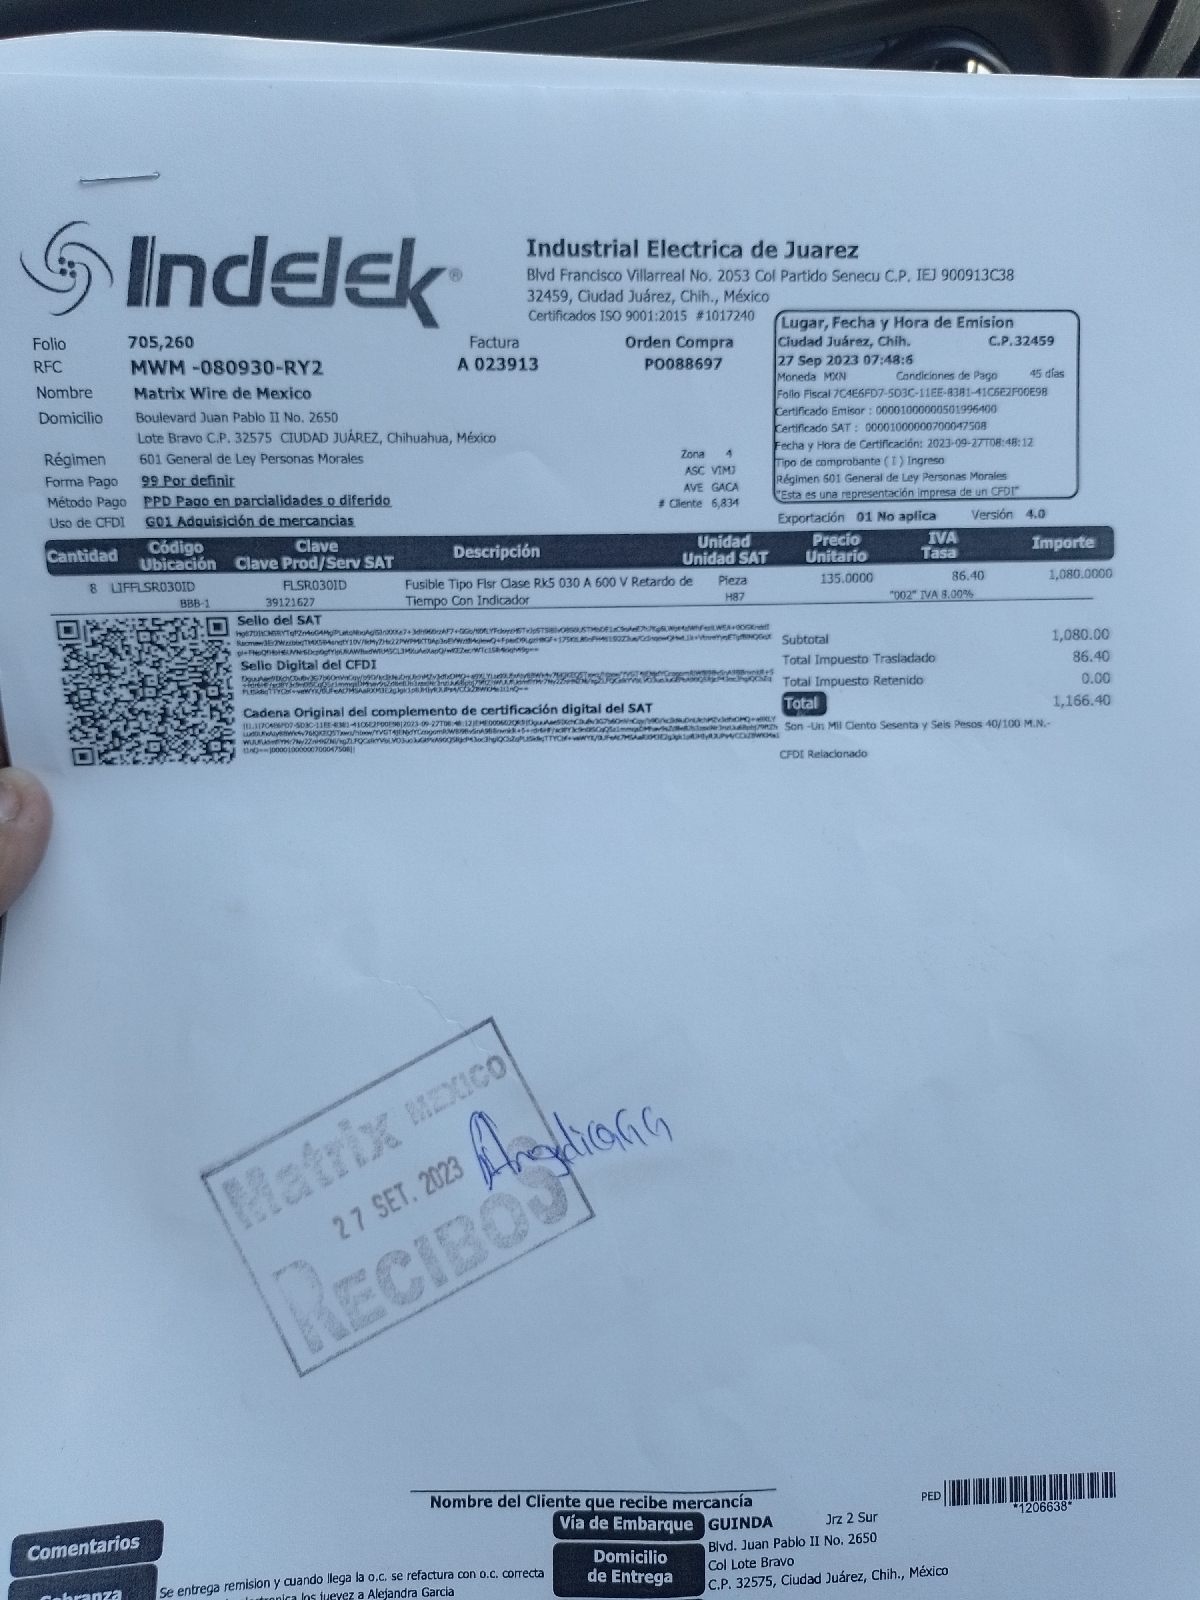 Indelek®
Industrial Electrica de Juarez
Blvd Francisco Villarreal No. 2053 Col Partido Senecu C.P. IEJ 900913C38
32459, Ciudad Juárez, Chih., México
Certificados ISO 9001:2015 #1017240
Folio 705,260 Factura Orden Compra
RFC MWM -080930-RY2 A 023913 PO088697
Nombre Matrix Wire de Mexico
Domicilio Boulevard Juan Pablo II No. 2650
Lote Bravo C.P. 32575 CIUDAD JUÁREZ, Chihuahua, México
Régimen 601 General de Ley Personas Morales
Forma Pago 99 Por definir
Método Pago PPD Pago en parcialidades o diferido
Uso de CFDI G01 Adquisición de mercancias
Zona 4
ASC VIMJ
AVE GACA
# Cliente 6,834
Lugar, Fecha y Hora de Emision
Ciudad Juárez, Chih. C.P.32459
27 Sep 2023 07:48:6
Moneda MXN Condiciones de Pago 45 días
Folio Fiscal 7C4E6FD7-5D3C-11EE-8381-41C6E2F00E98
Certificado Emisor : 00001000000501996400
Certificado SAT : 00001000000700047508
Fecha y Hora de Certificación: 2023-09-27T08:48:12
Tipo de comprobante ( I ) Ingreso
Régimen 601 General de Ley Personas Morales
"Esta es una representación impresa de un CFDI"
Exportación 01 No aplica Versión 4.0
Cantidad Código Clave Descripción Unidad Precio IVA Importe
Ubicación Clave Prod/Serv SAT Unidad SAT Unitario Tasa
8 LIFFLSR030ID FLSR030ID Fusible Tipo Flsr Clase Rk5 030 A 600 V Retardo de Pieza 135.0000 86.40 1,080.0000
BBB-1 39121627 Tiempo Con Indicador H87 "002" IVA 8.00%
Sello del SAT
Sello Digital del CFDI
Cadena Original del complemento de certificación digital del SAT
Subtotal 1,080.00
Total Impuesto Trasladado 86.40
Total Impuesto Retenido 0.00
Total 1,166.40
Son -Un Mil Ciento Sesenta y Seis Pesos 40/100 M.N.-
CFDI Relacionado
Matrix MEXICO
27 SET. 2023
RECIBOS
Nombre del Cliente que recibe mercancía
PED *1206638*
Vía de Embarque GUINDA Jrz 2 Sur
Domicilio de Entrega
Blvd. Juan Pablo II No. 2650
Col Lote Bravo
C.P. 32575, Ciudad Juárez, Chih., México
Comentarios
Cobranza
Se entrega remision y cuando llega la o.c. se refactura con o.c. correcta
los juevez a Alejandra Garcia